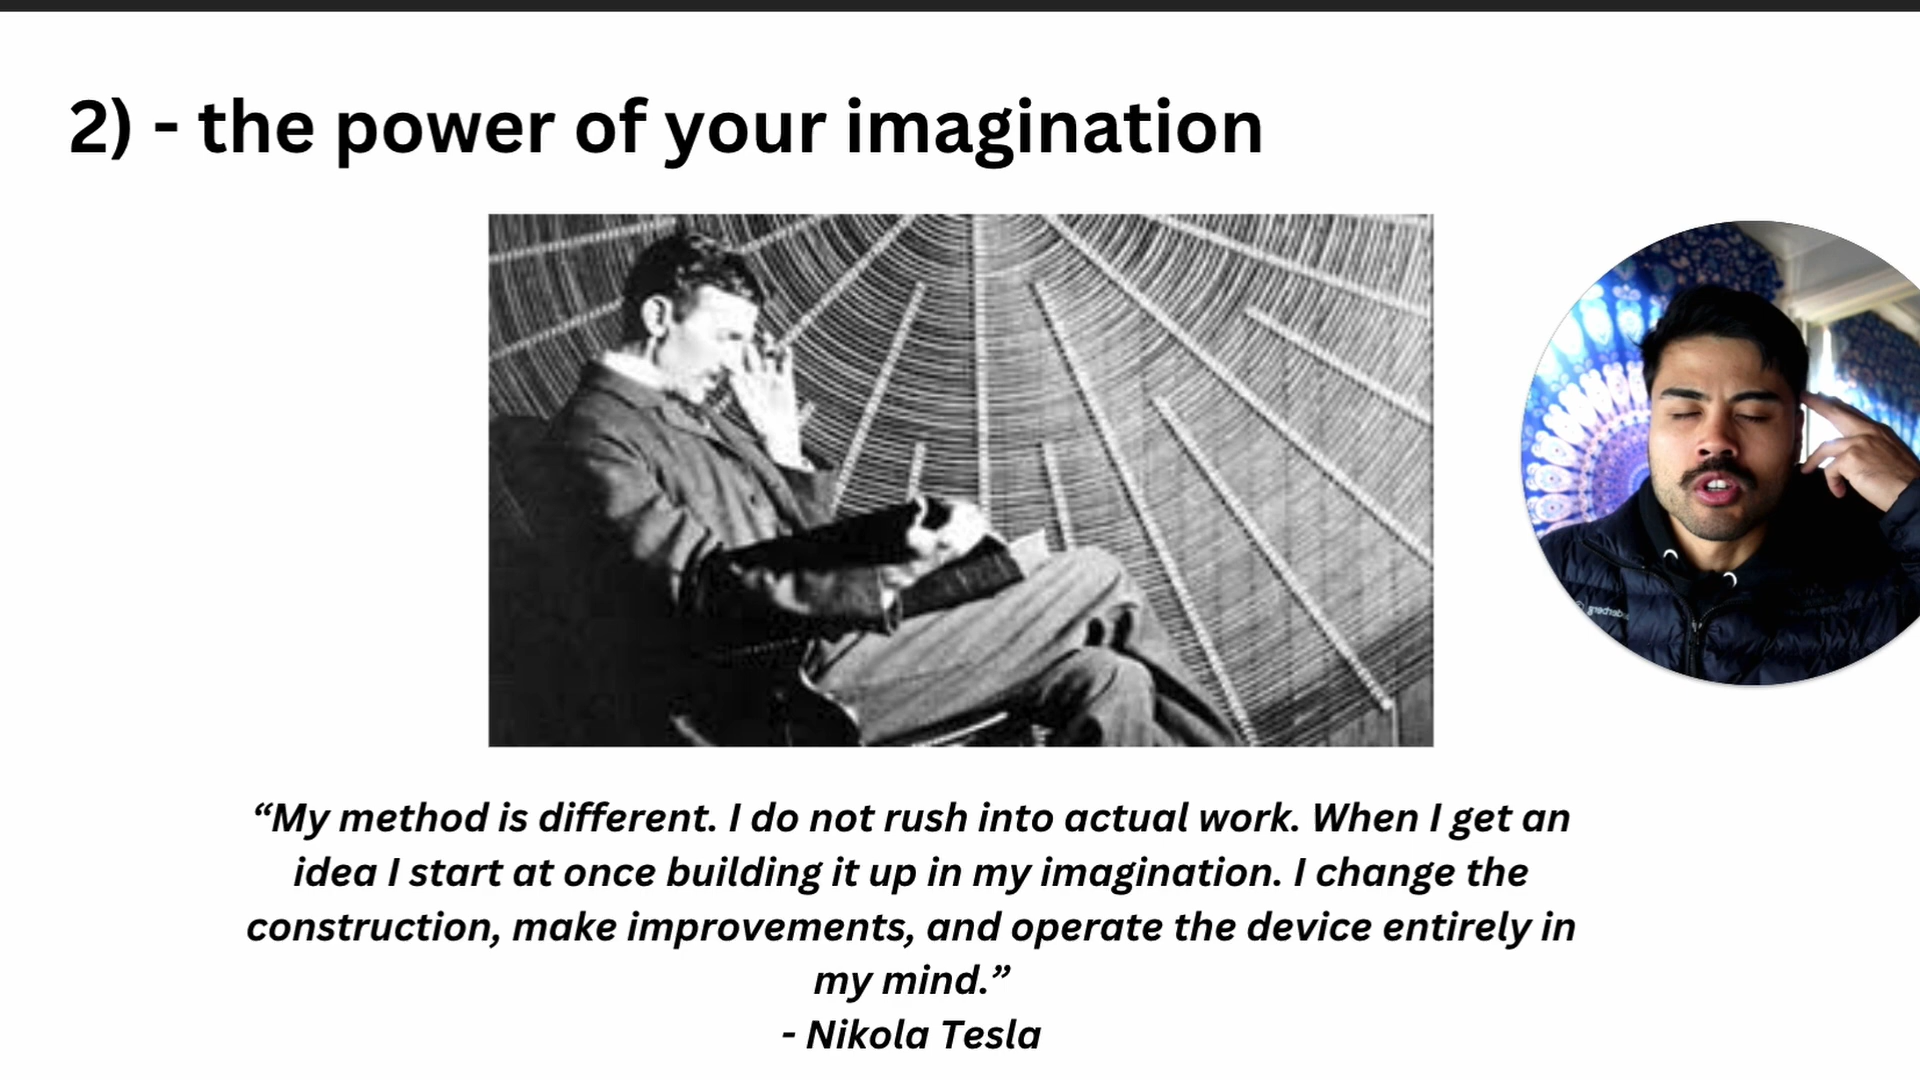 2) - the power of your imagination
“My method is different. I do not rush into actual work. When I get an
idea I start at once building it up in my imagination. I change the
construction, make improvements, and operate the device entirely in
my mind.”
- Nikola Tesla